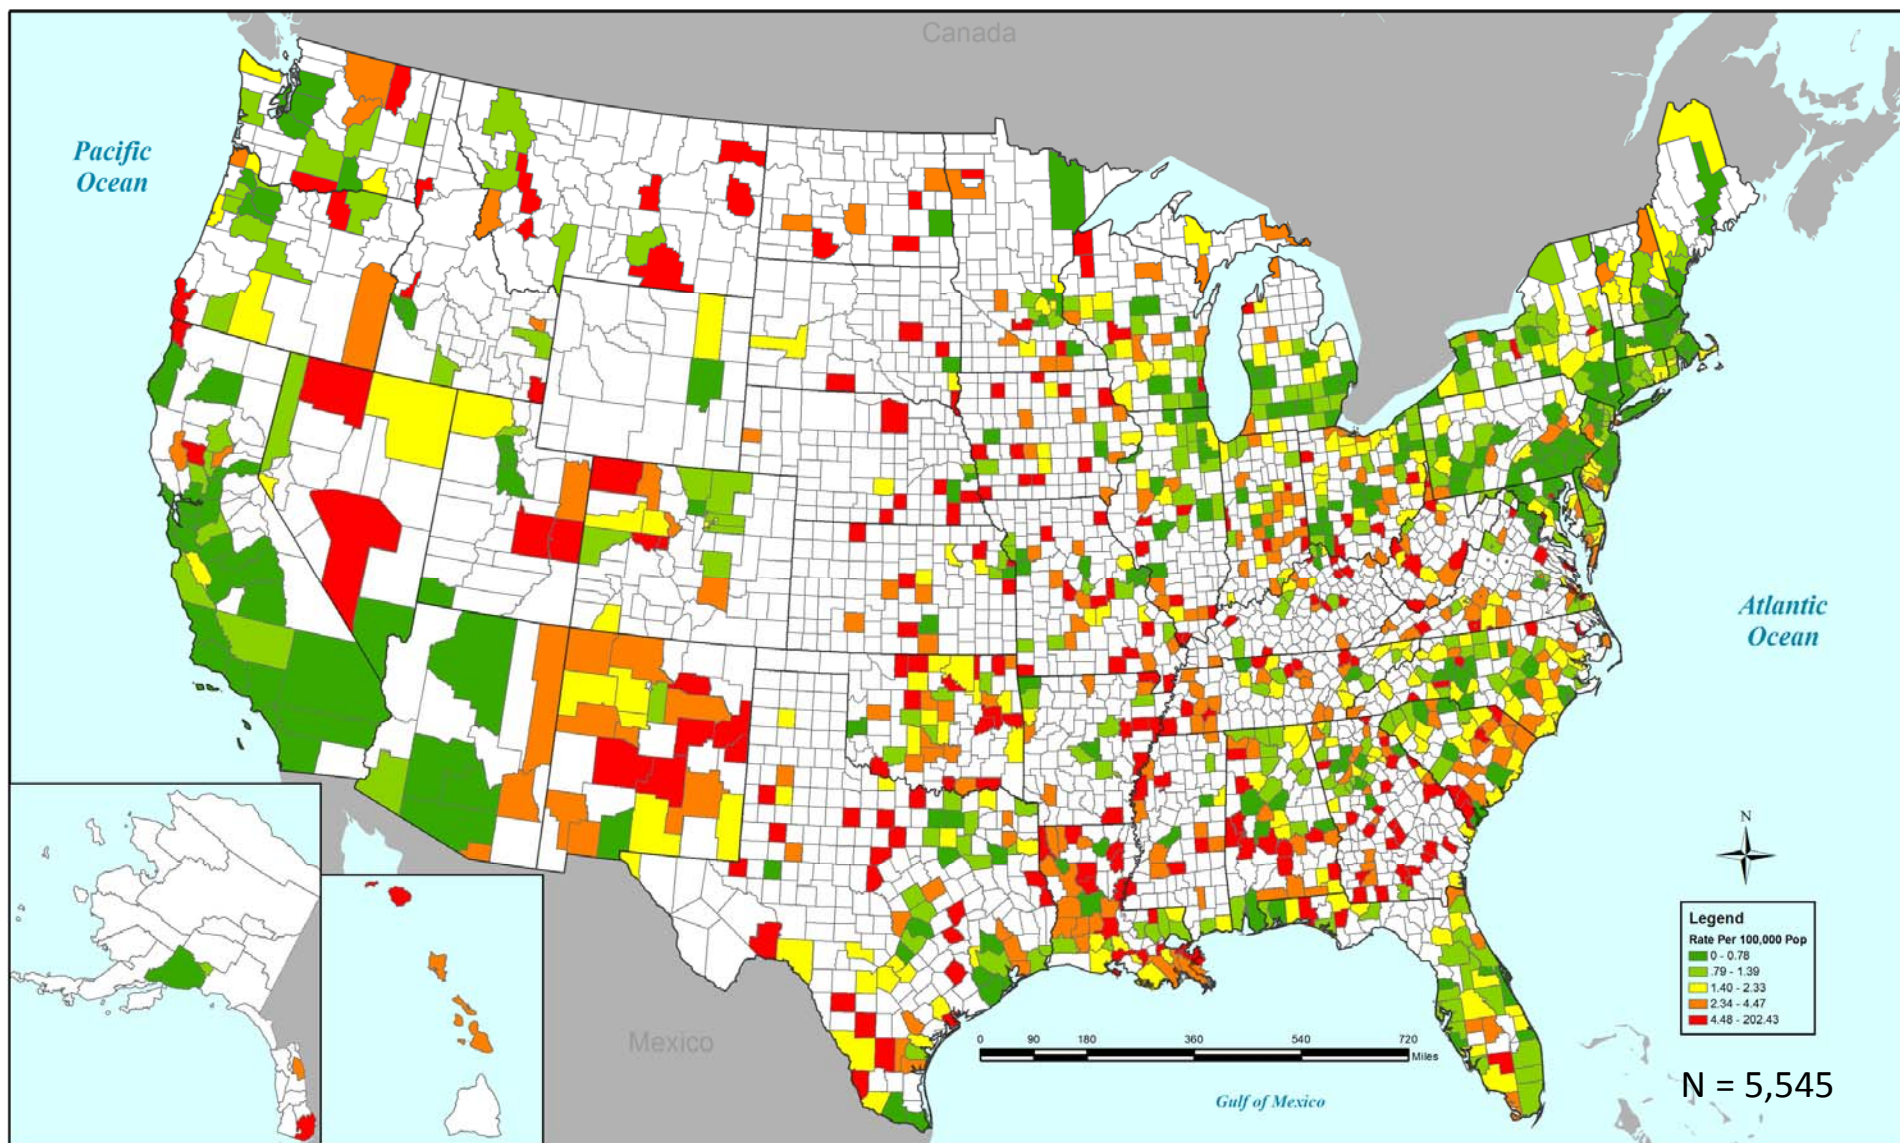 Canada
Pacific
Ocean
Atlantic
Ocean
N
Legend
Rate Per 100,000 Pop
0 - 0.78
.79 - 1.39
1.40 - 2.33
2.34 - 4.47
4.48 - 202.43
Mexico
0 90 180 360 540 720
Miles
Gulf of Mexico
N = 5,545